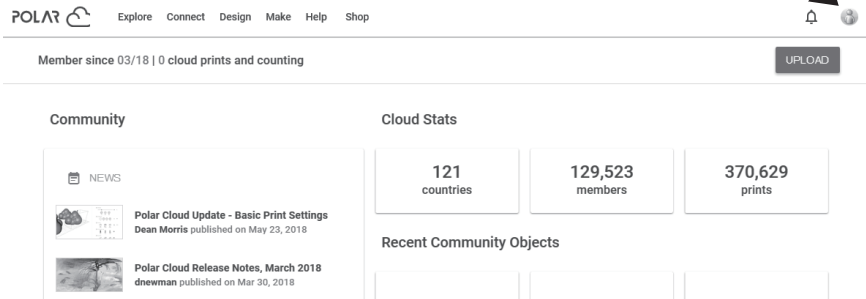 POLAR
Explore Connect Design Make Help Shop
Member since 03/18 | 0 cloud prints and counting
UPLOAD
Community
Cloud Stats
NEWS
121
countries
129,523
members
370,629
prints
Polar Cloud Update - Basic Print Settings
Dean Morris published on May 23, 2018
Recent Community Objects
Polar Cloud Release Notes, March 2018
dnewman published on Mar 30, 2018